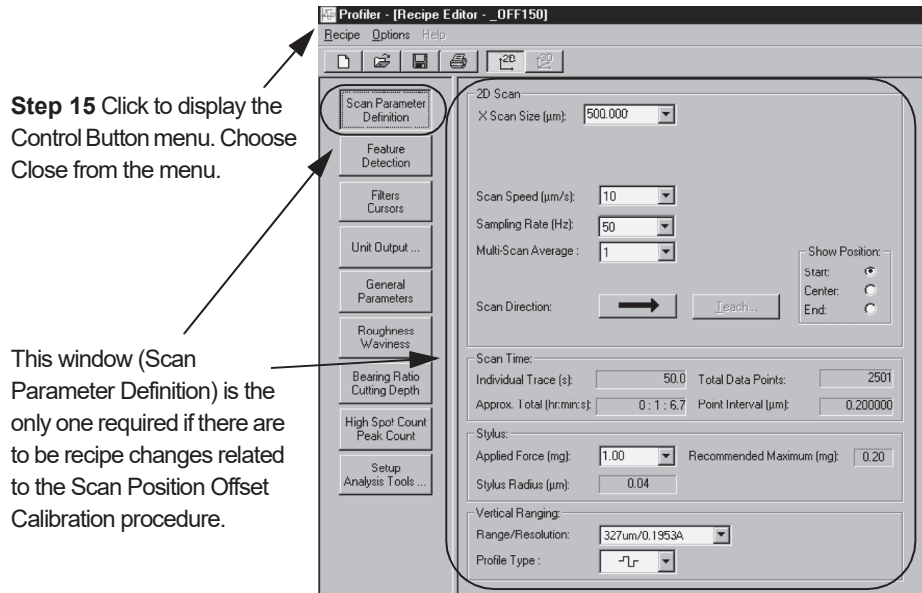 Profiler - [Recipe Editor - _OFF150]
Recipe Options Help
2D
3D
Step 15 Click to display the
Control Button menu. Choose
Close from the menu.
This window (Scan
Parameter Definition) is the
only one required if there are
to be recipe changes related
to the Scan Position Offset
Calibration procedure.
Scan Parameter
Definition
Feature
Detection
Filters
Cursors
Unit Output ...
General
Parameters
Roughness
Waviness
Bearing Ratio
Cutting Depth
High Spot Count
Peak Count
Setup
Analysis Tools ...
2D Scan
X Scan Size (µm): 500.000
Scan Speed (µm/s): 10
Sampling Rate (Hz): 50
Multi-Scan Average : 1
Show Position:
Start:
Center:
End:
Scan Direction: Teach...
Scan Time:
Individual Trace (s): 50.0 Total Data Points: 2501
Approx. Total (hr:min:s): 0 : 1 : 6.7 Point Interval (µm): 0.200000
Stylus:
Applied Force (mg): 1.00 Recommended Maximum (mg): 0.20
Stylus Radius (µm): 0.04
Vertical Ranging:
Range/Resolution: 327um/0.1953A
Profile Type :